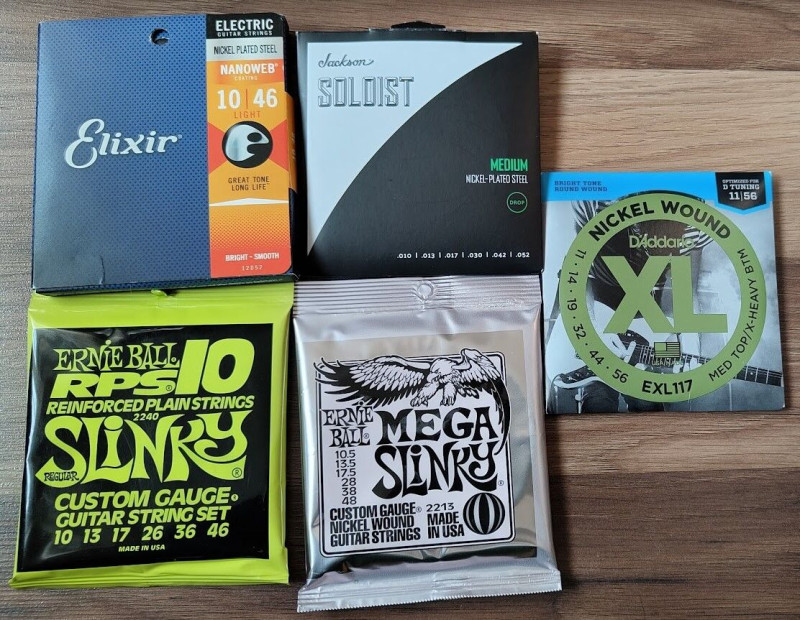 ELECTRIC
GUITAR STRINGS
NICKEL PLATED STEEL
NANOWEB®
COATING
10 | 46
LIGHT
Elixir®
GREAT TONE
LONG LIFE™
BRIGHT - SMOOTH
12057
Jackson®
SOLOIST
MEDIUM
NICKEL-PLATED STEEL
DROP
.010 | .013 | .017 | .030 | .042 | .052
BRIGHT TONE
ROUND WOUND
OPTIMIZED FOR
D TUNING
11|56
NICKEL WOUND
D'Addario
XL
11 · 14 · 19 · 32 · 44 · 56
EXL117
MED TOP/X-HEAVY BTM
ERNIE BALL
RPS® 10
REINFORCED PLAIN STRINGS
2240
REGULAR SLINKY®
CUSTOM GAUGE®
GUITAR STRING SET
10 13 17 26 36 46
MADE IN USA
ERNIE BALL®
MEGA
SLINKY®
10.5
13.5
17.5
28
38
48
CUSTOM GAUGE® 2213
NICKEL WOUND
GUITAR STRINGS
MADE
IN USA